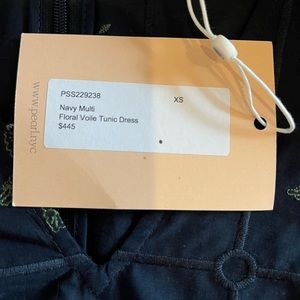 PSS229238 XS
Navy Multi
Floral Voile Tunic Dress
$445
www.pearl.nyc